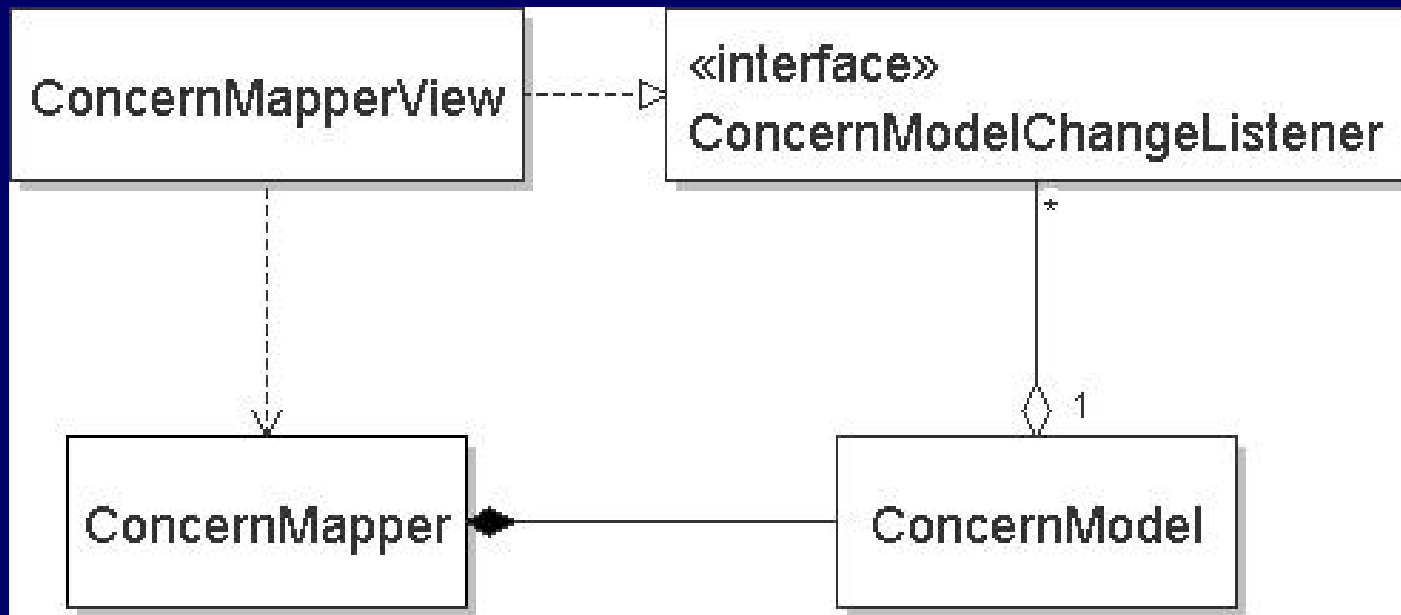 ConcernMapperView
«interface»
ConcernModelChangeListener
*
1
ConcernMapper
ConcernModel